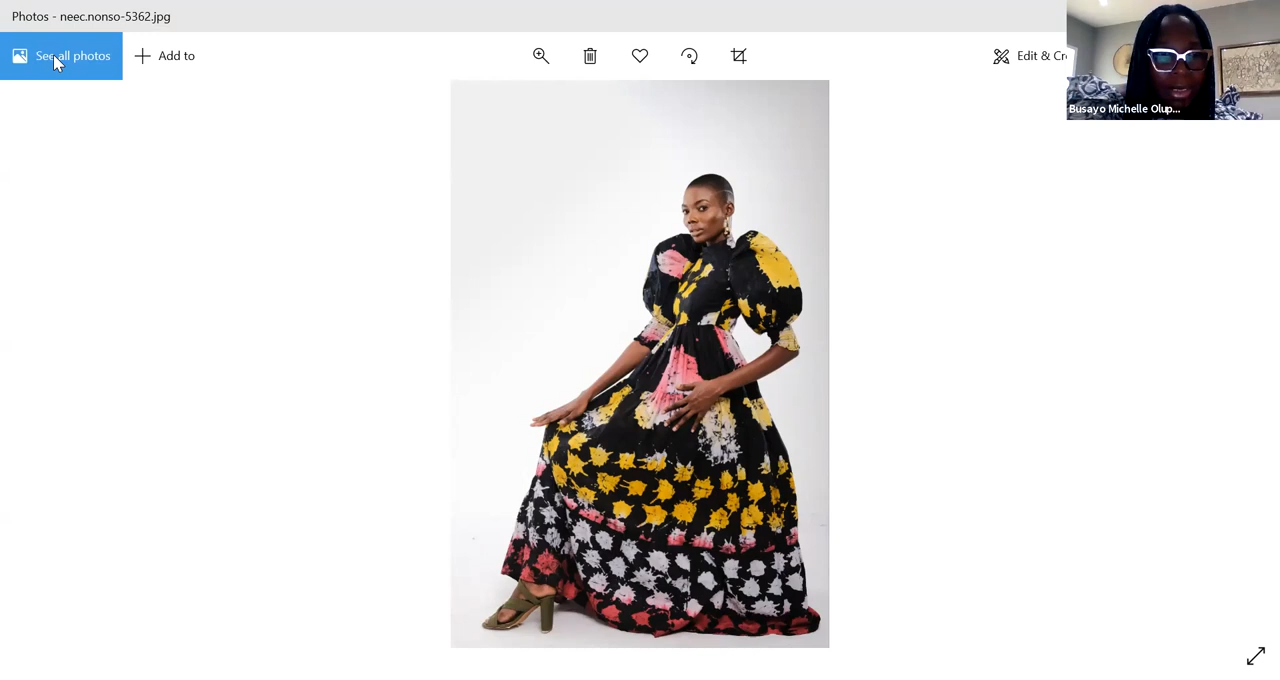 Photos - neec.nonso-5362.jpg
See all photos
Add to
Edit & Cr
Busayo Michelle Olup...